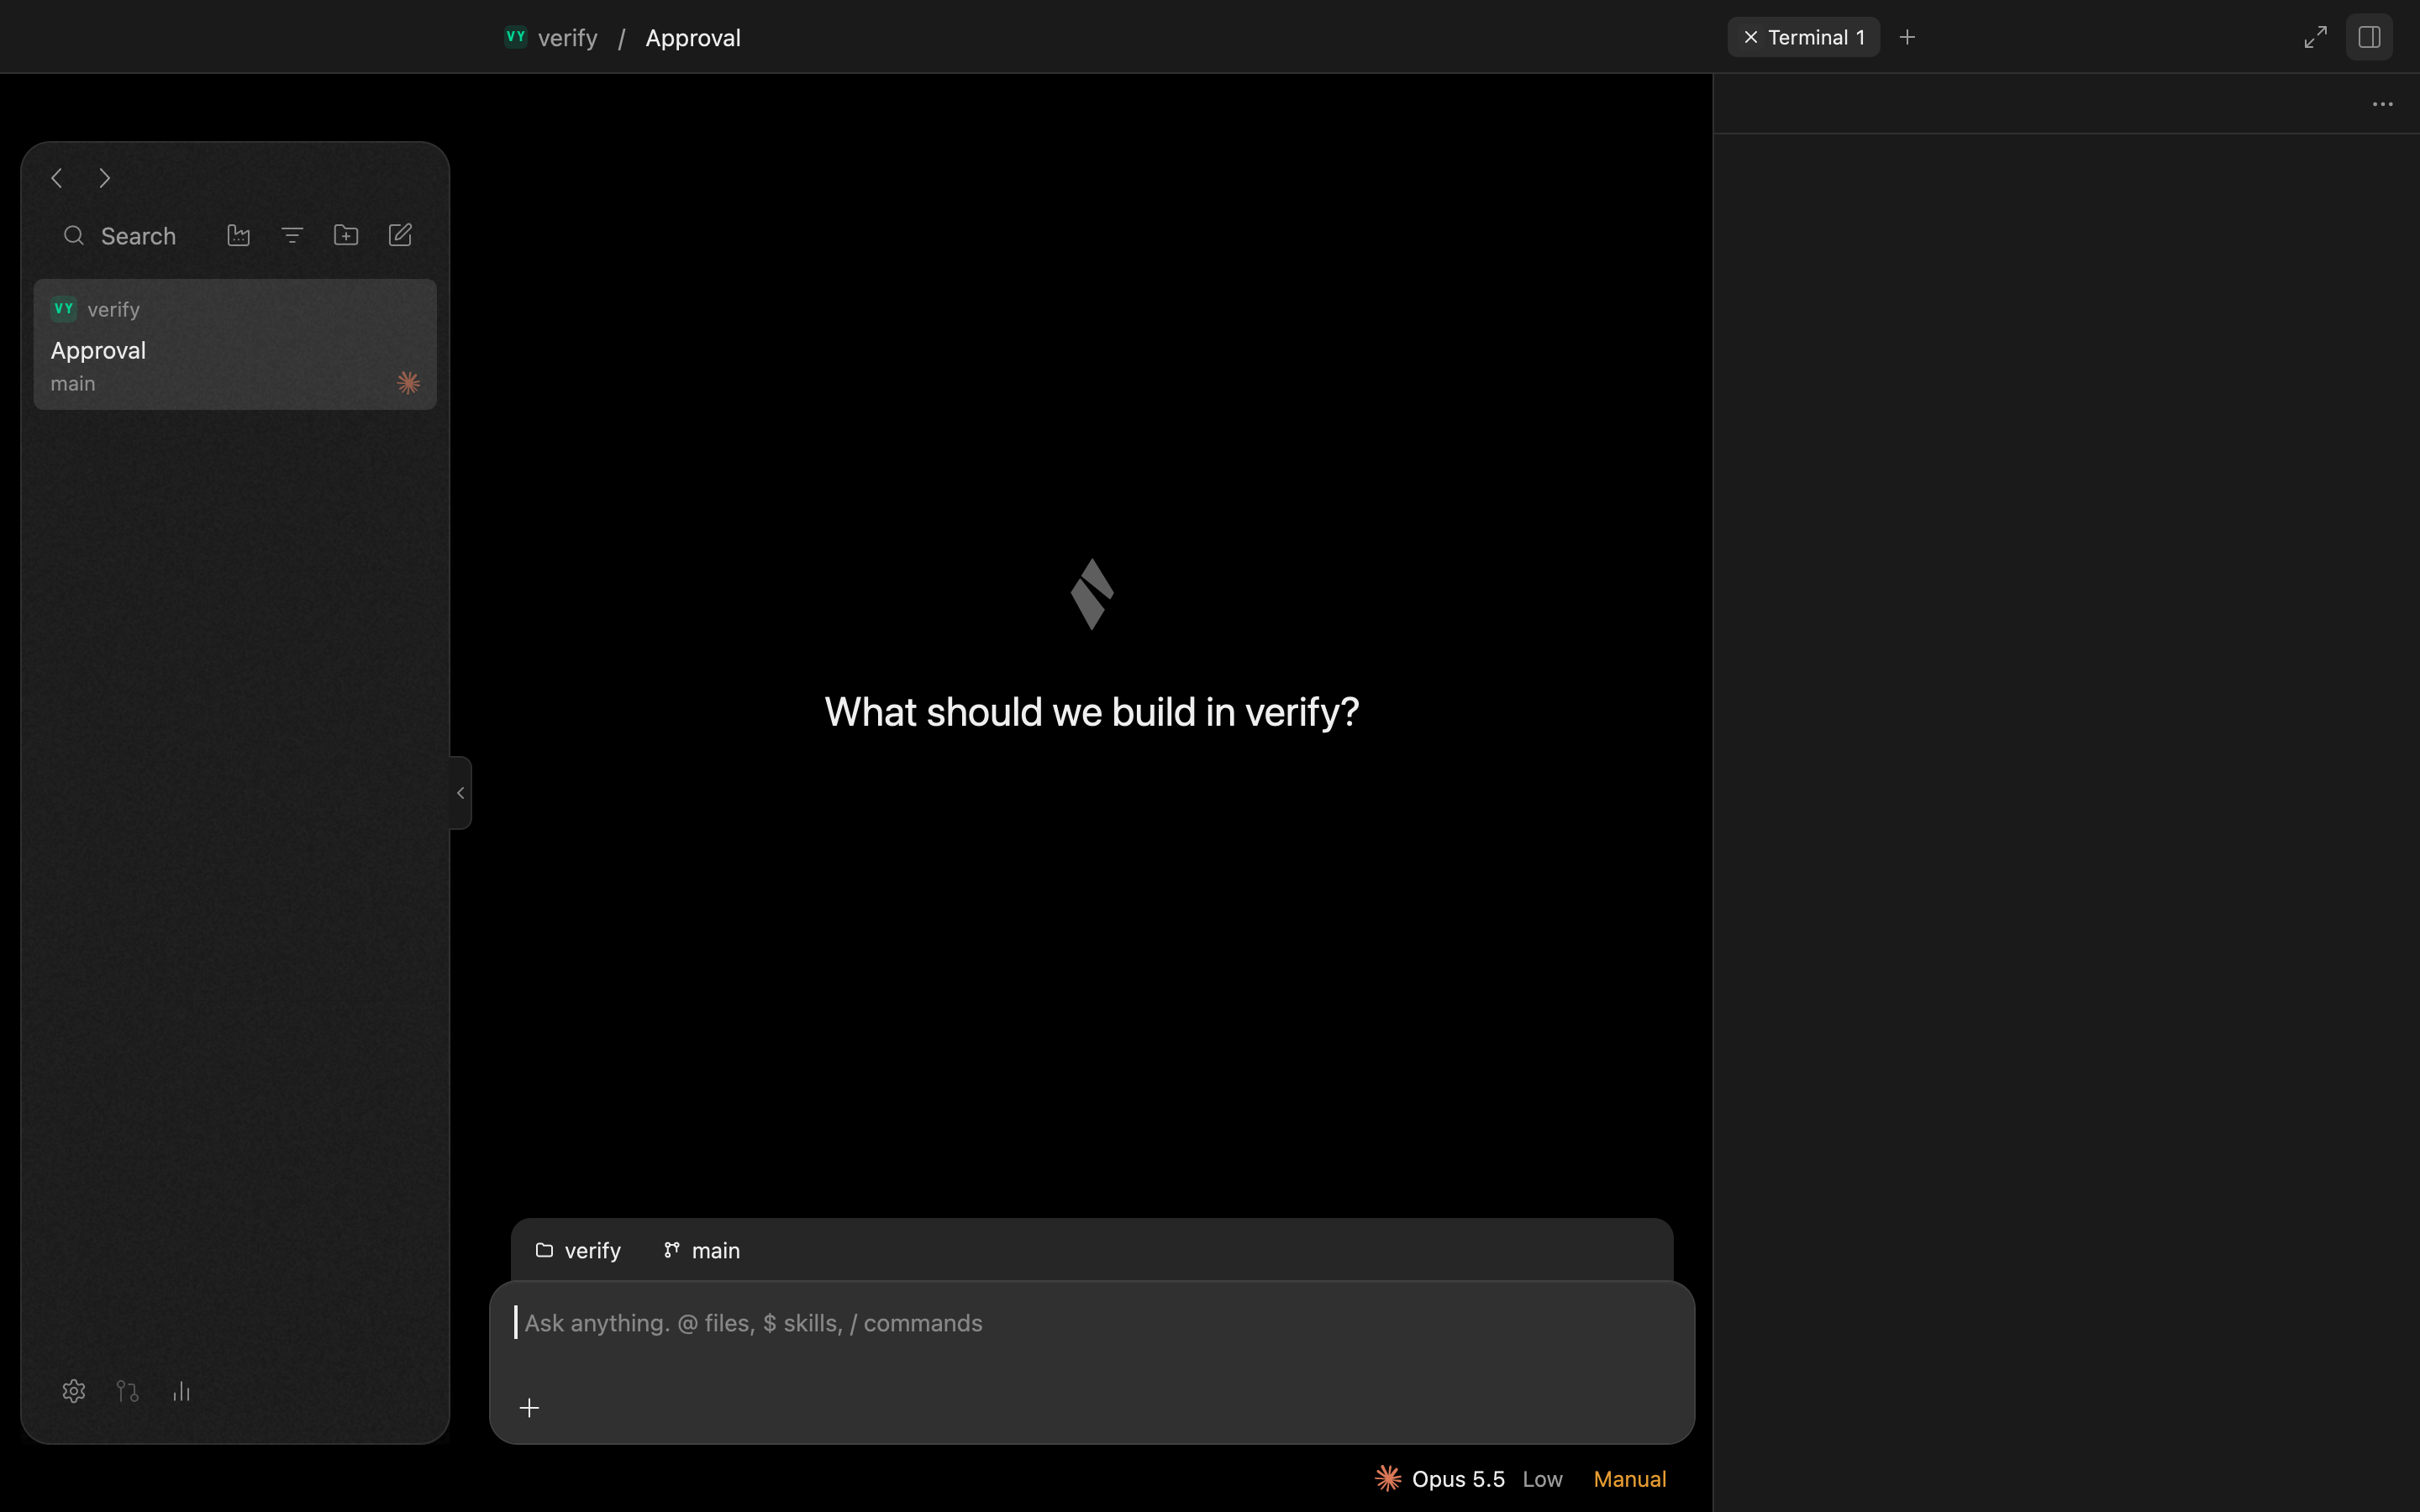 VY verify / Approval
Terminal 1
Search
VY verify
Approval
main
What should we build in verify?
verify main
Ask anything. @ files, $ skills, / commands
Opus 5.5 Low Manual